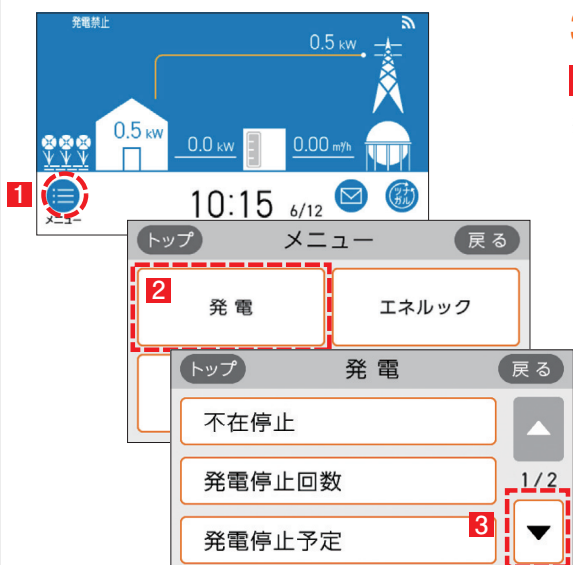 発電禁止
0.5 kW
0.5 kW
0.0 kW
0.00 m³/h
1
メニュー
10:15 6/12
ツナガル
トップ メニュー 戻る
2
発電 エネルック
トップ 発電 戻る
不在停止
発電停止回数 1/2
発電停止予定 3